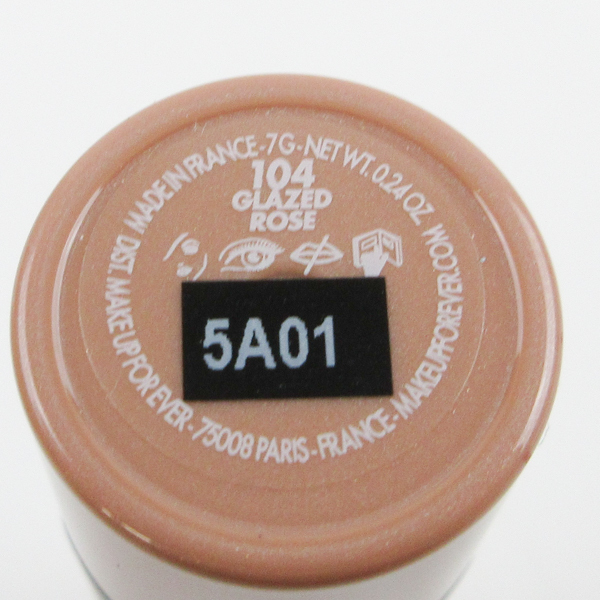 MADE IN FRANCE - 7G - NET WT. 0.24 OZ.
104
GLAZED
ROSE
5A01
DIST. MAKE UP FOR EVER - 75008 PARIS - FRANCE - MAKEUPFOREVER.COM